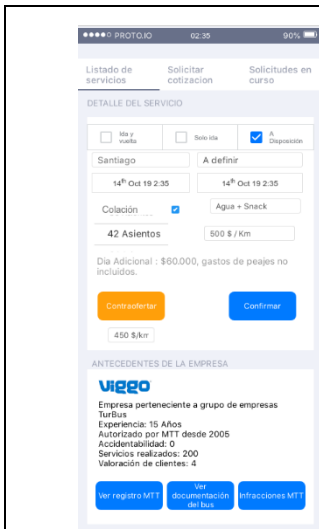 PROTO.IO 02:35 90%
Listado de servicios Solicitar cotizacion Solicitudes en curso
DETALLE DEL SERVICIO
Ida y vuelta Solo ida A Disposición
Santiago A definir
14th Oct 19 2:35 14th Oct 19 2:35
Colación Agua + Snack
42 Asientos 500 $ / Km
Dia Adicional : $60.000, gastos de peajes no
incluidos.
Contraofertar Confirmar
450 $/km
ANTECEDENTES DE LA EMPRESA
viggo
Empresa perteneciente a grupo de empresas
TurBus
Experiencia: 15 Años
Autorizado por MTT desde 2005
Accidentabilidad: 0
Servicios realizados: 200
Valoración de clientes: 4
Ver registro MTT Ver documentación del bus Infracciones MTT